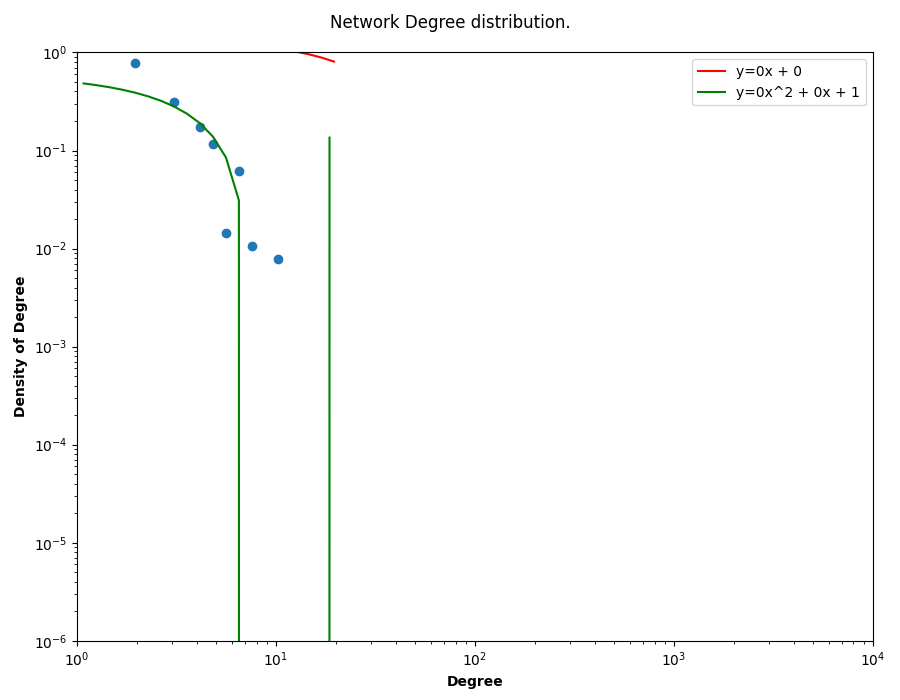 Network Degree distribution.
y=0x + 0
y=0x^2 + 0x + 1
Density of Degree
10^0
10^-1
10^-2
10^-3
10^-4
10^-5
10^-6
10^0 10^1 10^2 10^3 10^4
Degree